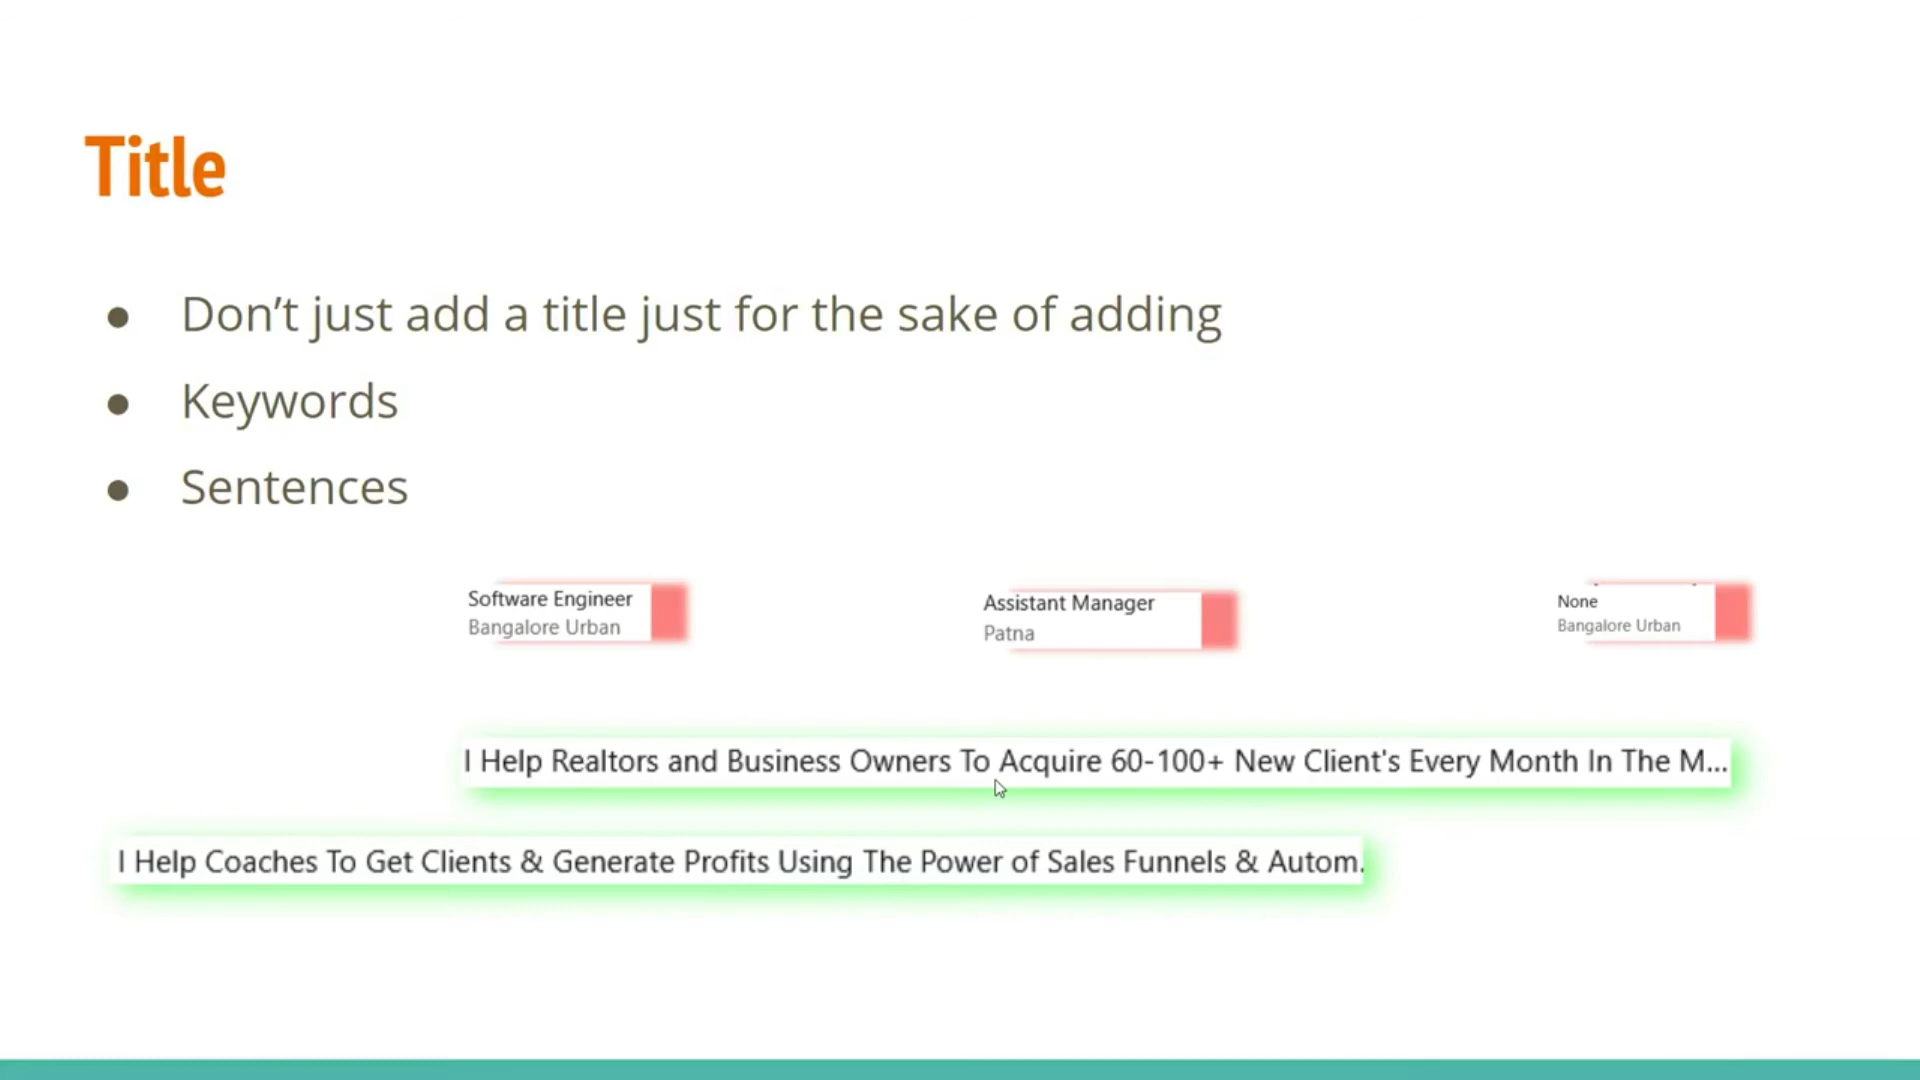 Title
● Don’t just add a title just for the sake of adding
● Keywords
● Sentences
Software Engineer
Bangalore Urban
Assistant Manager
Patna
None
Bangalore Urban
I Help Realtors and Business Owners To Acquire 60-100+ New Client's Every Month In The M...
I Help Coaches To Get Clients & Generate Profits Using The Power of Sales Funnels & Autom.